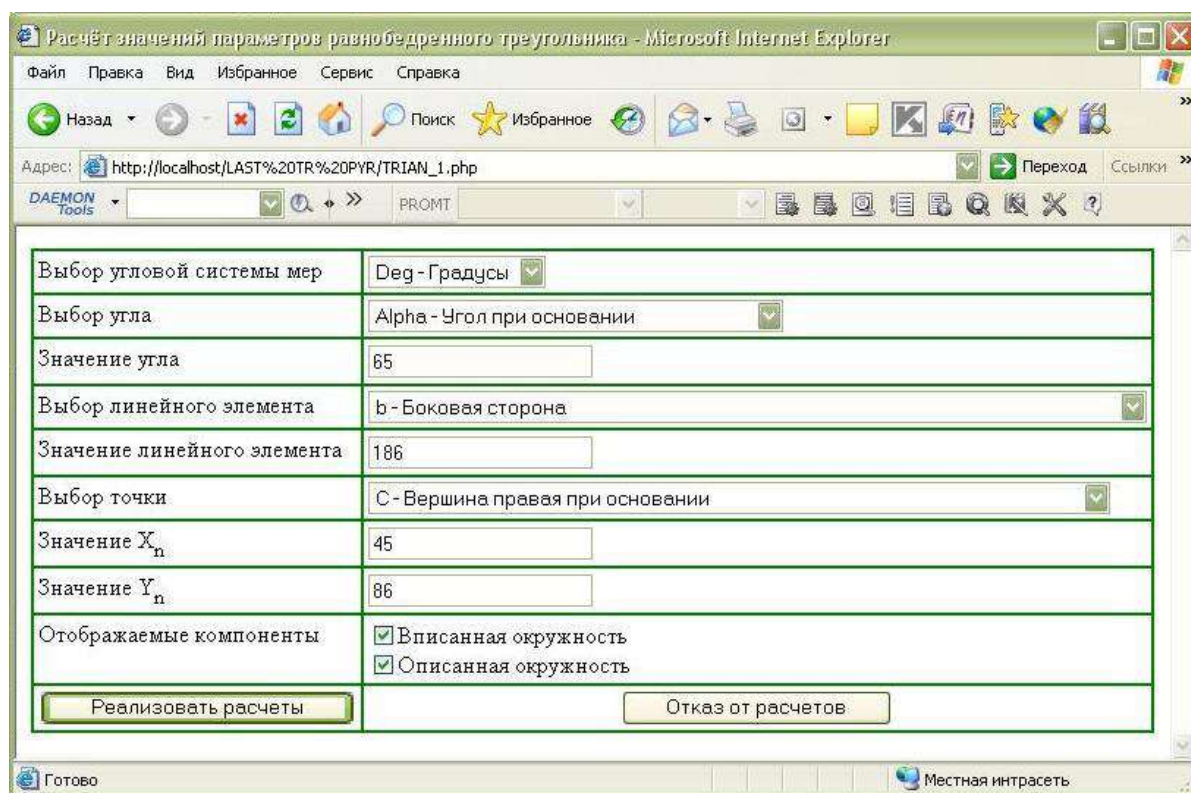 Расчёт значений параметров равнобедренного треугольника - Microsoft Internet Explorer
Файл Правка Вид Избранное Сервис Справка
Назад Поиск Избранное »
Адрес: http://localhost/LAST%20TR%20PYR/TRIAN_1.php Переход Ссылки »
DAEMON Tools » PROMT
Выбор угловой системы мер Deg - Градусы
Выбор угла Alpha - Угол при основании
Значение угла 65
Выбор линейного элемента b - Боковая сторона
Значение линейного элемента 186
Выбор точки C - Вершина правая при основании
Значение Xn 45
Значение Yn 86
Отображаемые компоненты Вписанная окружность
Описанная окружность
Реализовать расчеты Отказ от расчетов
Готово Местная интрасеть